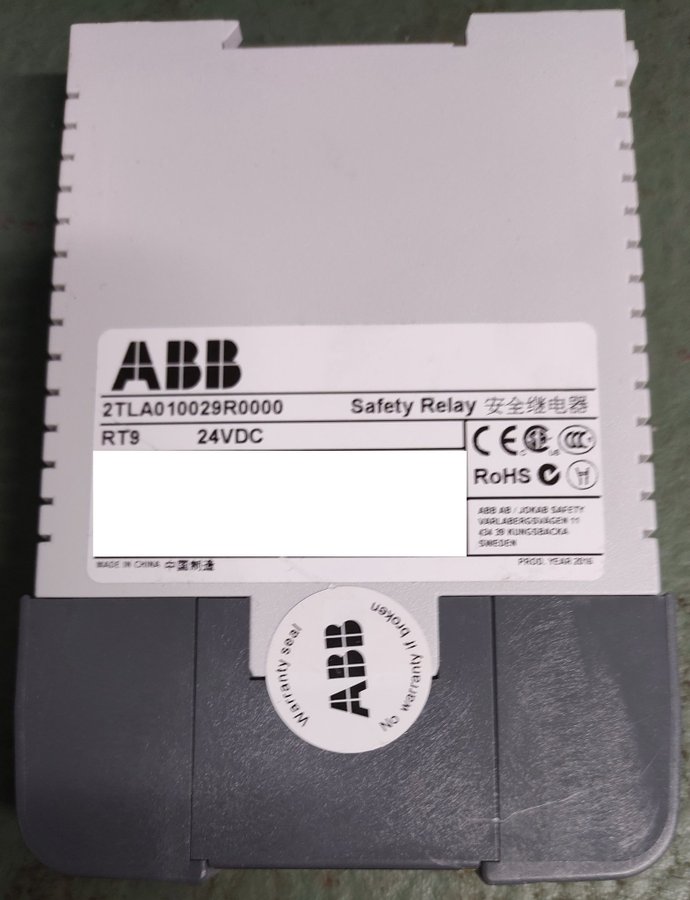 ABB
2TLA010029R0000 Safety Relay 安全继电器
RT9 24VDC
CE
RoHS
ABB AB / JOKAB SAFETY
VARLABERGSVÄGEN 11
434 39 KUNGSBACKA
SWEDEN
MADE IN CHINA 中国制造 PROD. YEAR 2016
Warranty seal
ABB
No warranty if broken